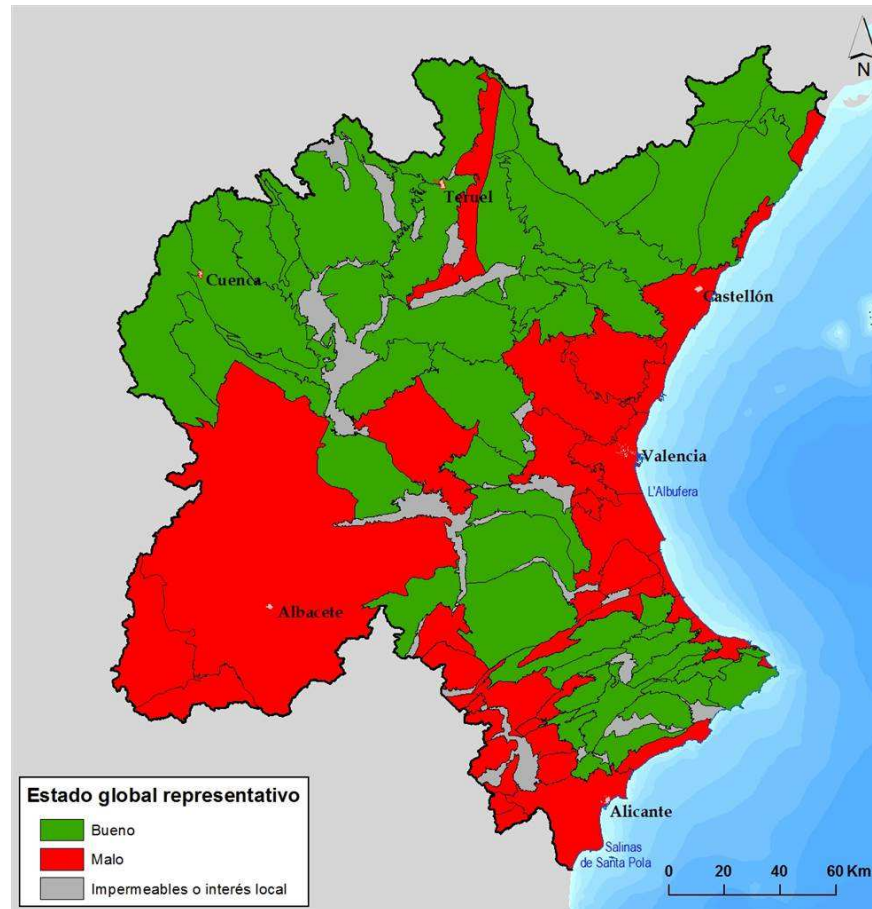 N
Teruel
Cuenca
Castellón
Valencia
L'Albufera
Albacete
Estado global representativo
Bueno
Malo
Impermeables o interés local
Alicante
Salinas
de Santa Pola
0 20 40 60 Km